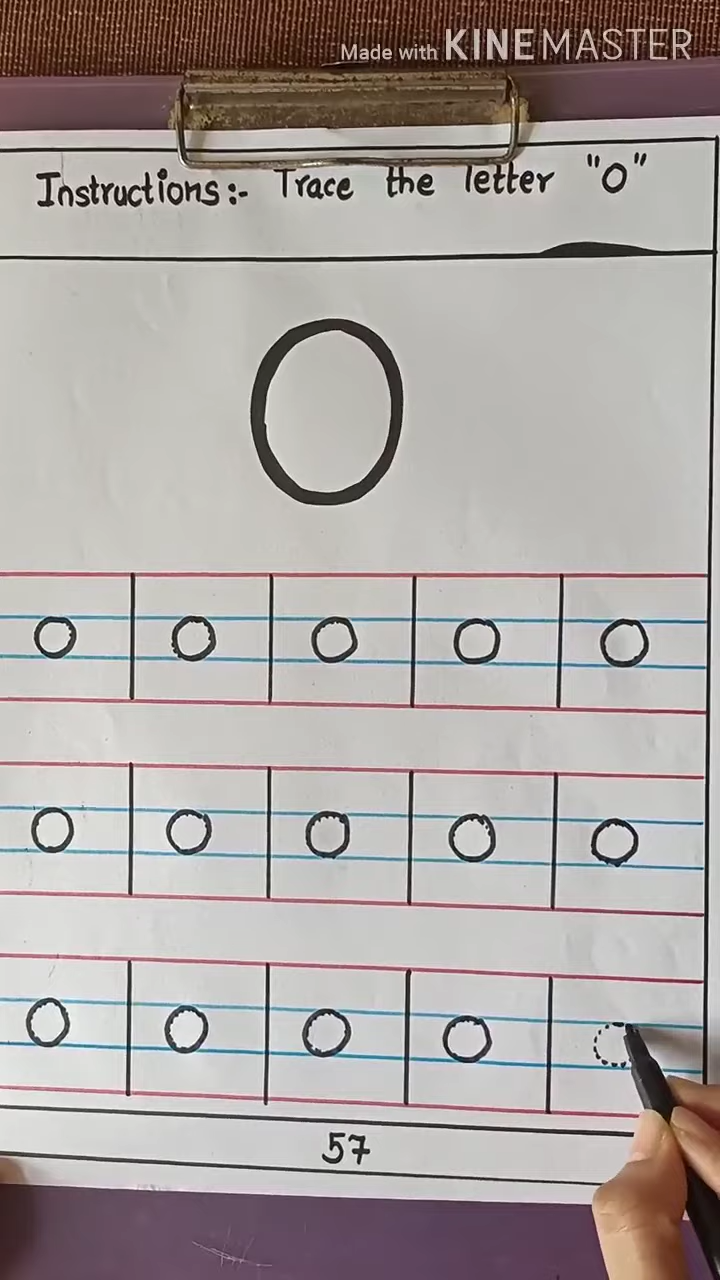 Made with KINEMASTER
Instructions:- Trace the letter "o"
o
o o o o o
o o o o o
o o o o o
57